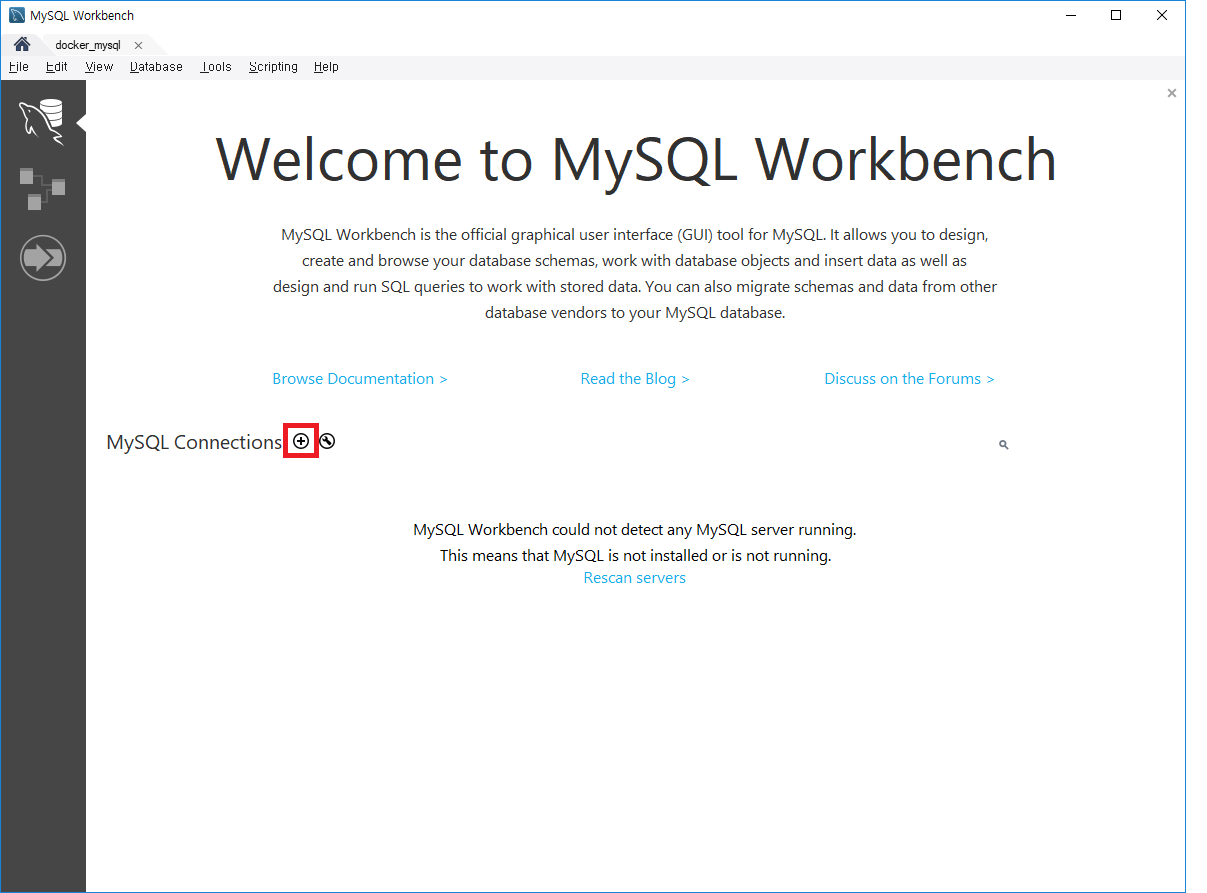 MySQL Workbench
docker_mysql
File Edit View Database Tools Scripting Help
Welcome to MySQL Workbench
MySQL Workbench is the official graphical user interface (GUI) tool for MySQL. It allows you to design,
create and browse your database schemas, work with database objects and insert data as well as
design and run SQL queries to work with stored data. You can also migrate schemas and data from other
database vendors to your MySQL database.
Browse Documentation > Read the Blog > Discuss on the Forums >
MySQL Connections
MySQL Workbench could not detect any MySQL server running.
This means that MySQL is not installed or is not running.
Rescan servers